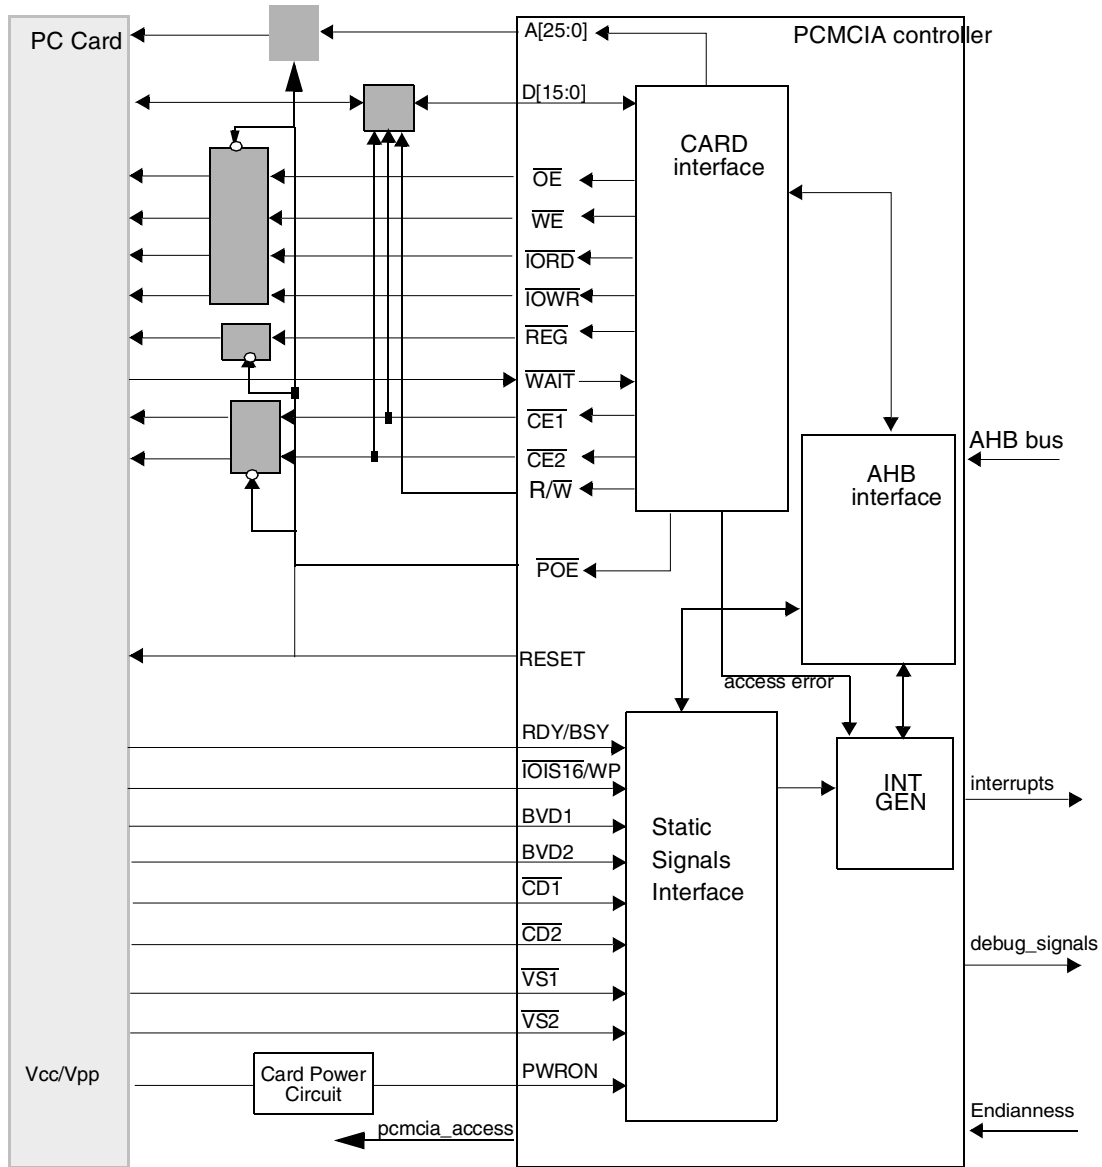 PC Card
A[25:0]
PCMCIA controller
D[15:0]
CARD
interface
OE
WE
IORD
IOWR
REG
WAIT
CE1
CE2
R/W
POE
AHB bus
AHB
interface
RESET
access error
RDY/BSY
IOIS16/WP
BVD1
BVD2
CD1
CD2
VS1
VS2
PWRON
Static
Signals
Interface
INT
GEN
interrupts
debug_signals
Vcc/Vpp
Card Power
Circuit
pcmcia_access
Endianness